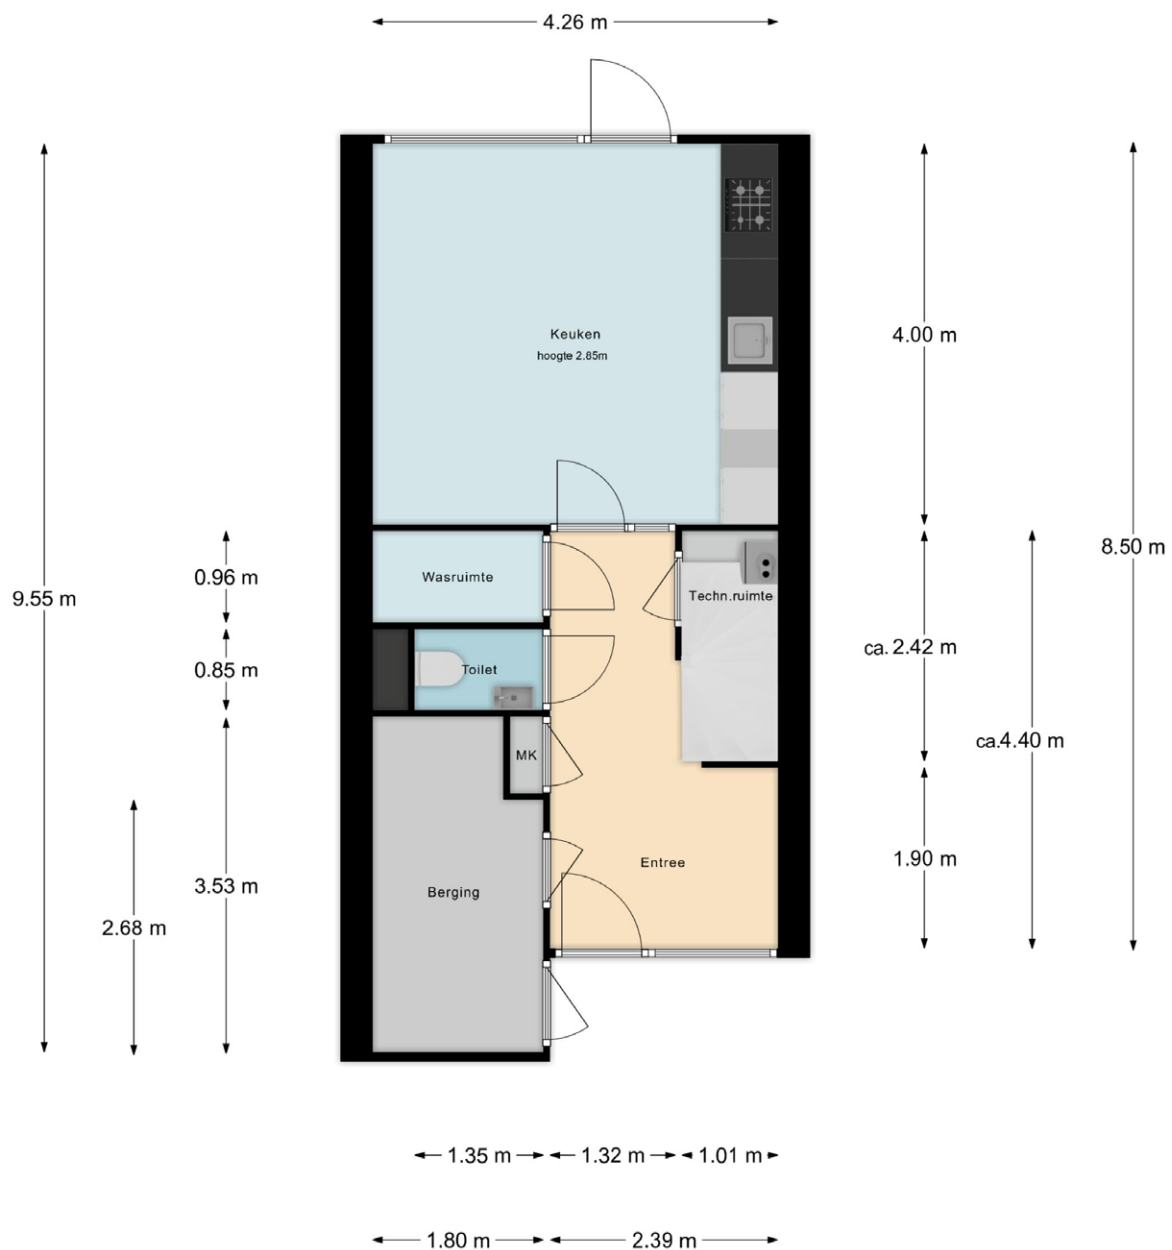 4.26 m
Keuken
hoogte 2.85m
4.00 m
8.50 m
9.55 m
0.96 m
Wasruimte
Techn.ruimte
ca. 2.42 m
0.85 m
Toilet
MK
ca.4.40 m
1.90 m
Entree
3.53 m
Berging
2.68 m
1.35 m
1.32 m
1.01 m
1.80 m
2.39 m